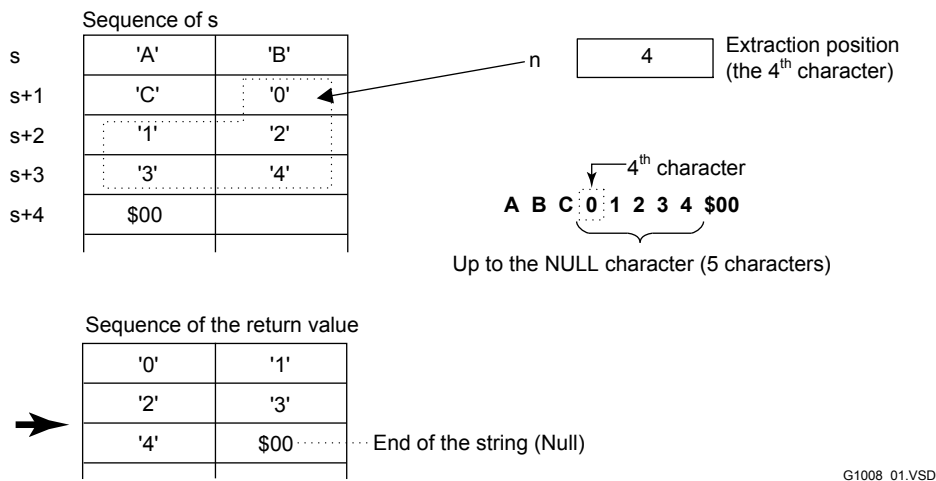 Sequence of s
s 'A' 'B'
n 4 Extraction position
(the 4th character)
s+1 'C' '0'
s+2 '1' '2'
s+3 '3' '4'
s+4 $00
4th character
A B C 0 1 2 3 4 $00
Up to the NULL character (5 characters)
Sequence of the return value
'0' '1'
'2' '3'
'4' $00 End of the string (Null)
G1008_01.VSD